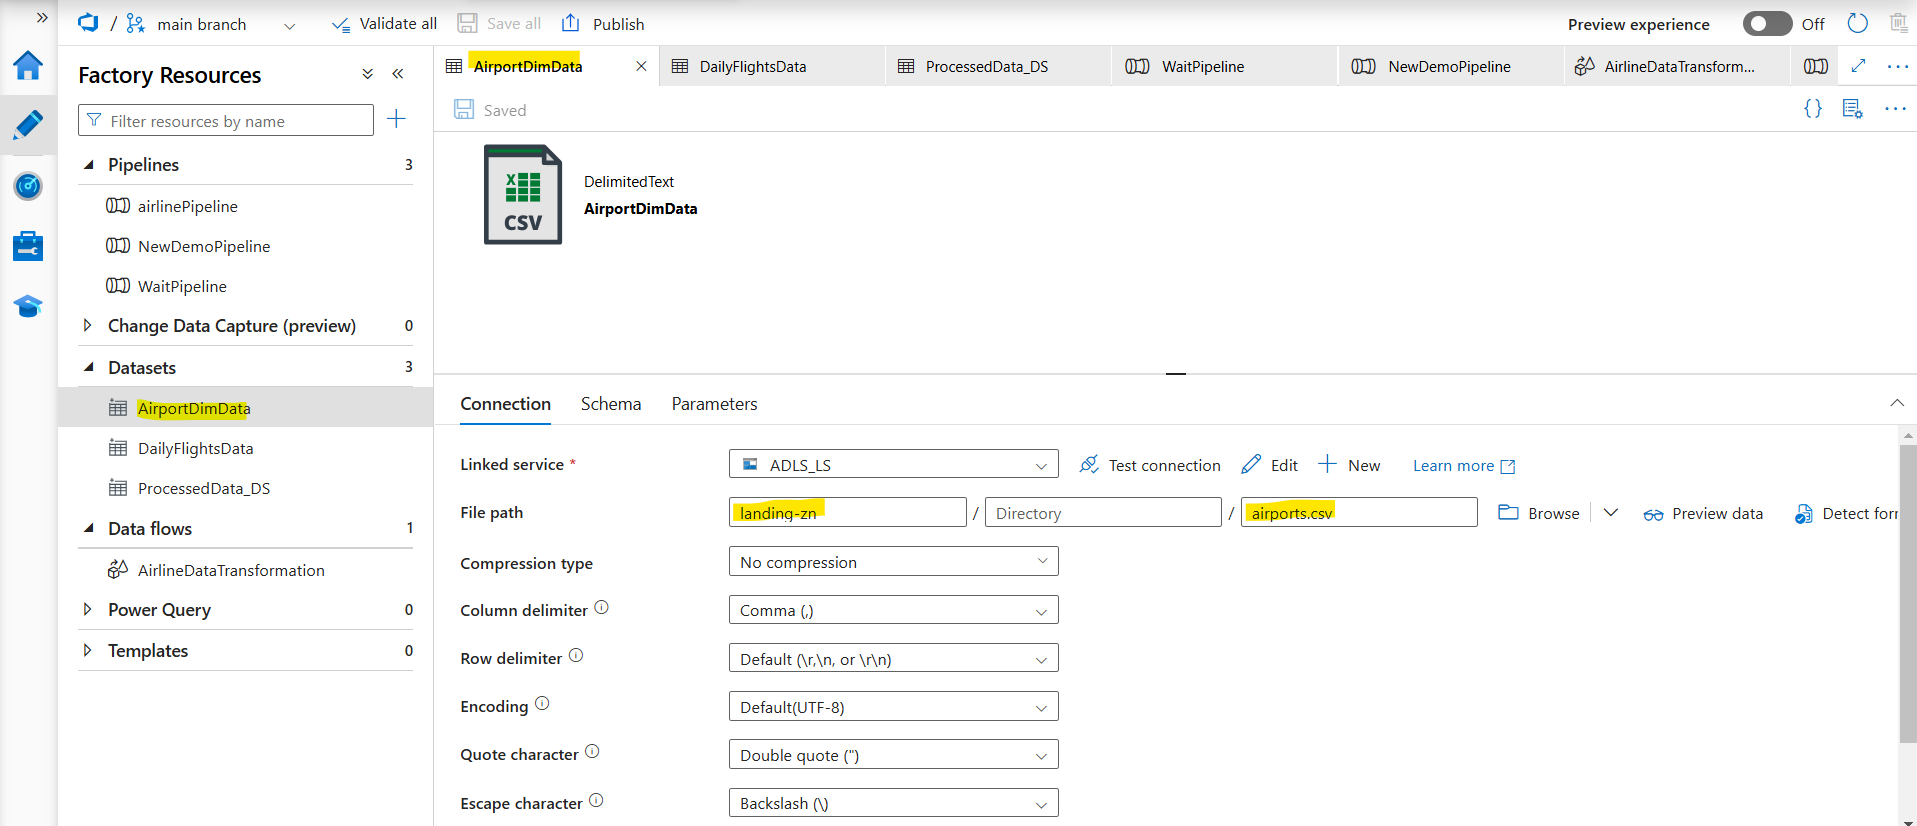 / main branch Validate all Save all Publish Preview experience Off
Factory Resources
Filter resources by name
Pipelines 3
airlinePipeline
NewDemoPipeline
WaitPipeline
Change Data Capture (preview) 0
Datasets 3
AirportDimData
DailyFlightsData
ProcessedData_DS
Data flows 1
AirlineDataTransformation
Power Query 0
Templates 0
AirportDimData DailyFlightsData ProcessedData_DS WaitPipeline NewDemoPipeline AirlineDataTransform...
Saved {}
X
CSV
DelimitedText
AirportDimData
Connection Schema Parameters
Linked service * ADLS_LS Test connection Edit New Learn more
File path landing-zn / Directory / airports.csv Browse Preview data Detect for
Compression type No compression
Column delimiter Comma (,)
Row delimiter Default (\r,\n, or \r\n)
Encoding Default(UTF-8)
Quote character Double quote (")
Escape character Backslash (\)